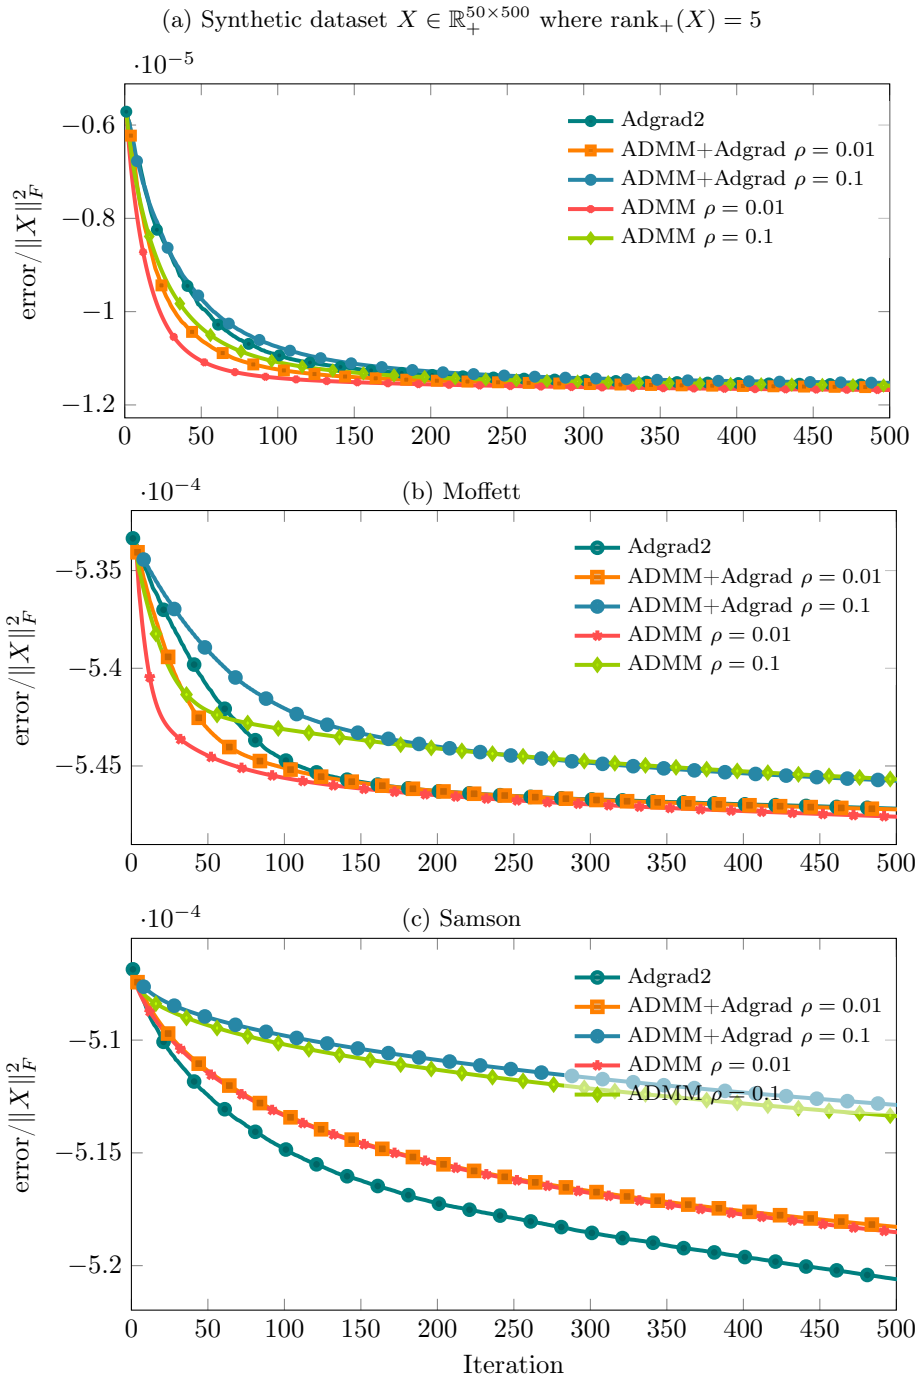 (a) Synthetic dataset $X \in \mathbb{R}_+^{50\times 500}$ where $\mathrm{rank}_+(X) = 5$
·10⁻⁵
−0.6
−0.8
−1
−1.2
error/‖X‖²_F
0 50 100 150 200 250 300 350 400 450 500
Adgrad2
ADMM+Adgrad ρ = 0.01
ADMM+Adgrad ρ = 0.1
ADMM ρ = 0.01
ADMM ρ = 0.1
·10⁻⁴
(b) Moffett
−5.35
−5.4
−5.45
error/‖X‖²_F
0 50 100 150 200 250 300 350 400 450 500
Adgrad2
ADMM+Adgrad ρ = 0.01
ADMM+Adgrad ρ = 0.1
ADMM ρ = 0.01
ADMM ρ = 0.1
·10⁻⁴
(c) Samson
−5.1
−5.15
−5.2
error/‖X‖²_F
0 50 100 150 200 250 300 350 400 450 500
Adgrad2
ADMM+Adgrad ρ = 0.01
ADMM+Adgrad ρ = 0.1
ADMM ρ = 0.01
ADMM ρ = 0.1
Iteration